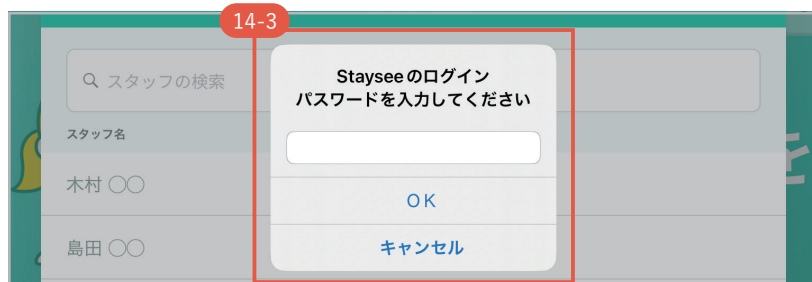 14-3
スタッフの検索
Stayseeのログイン
パスワードを入力してください
スタッフ名
木村 〇〇
OK
島田 〇〇
キャンセル